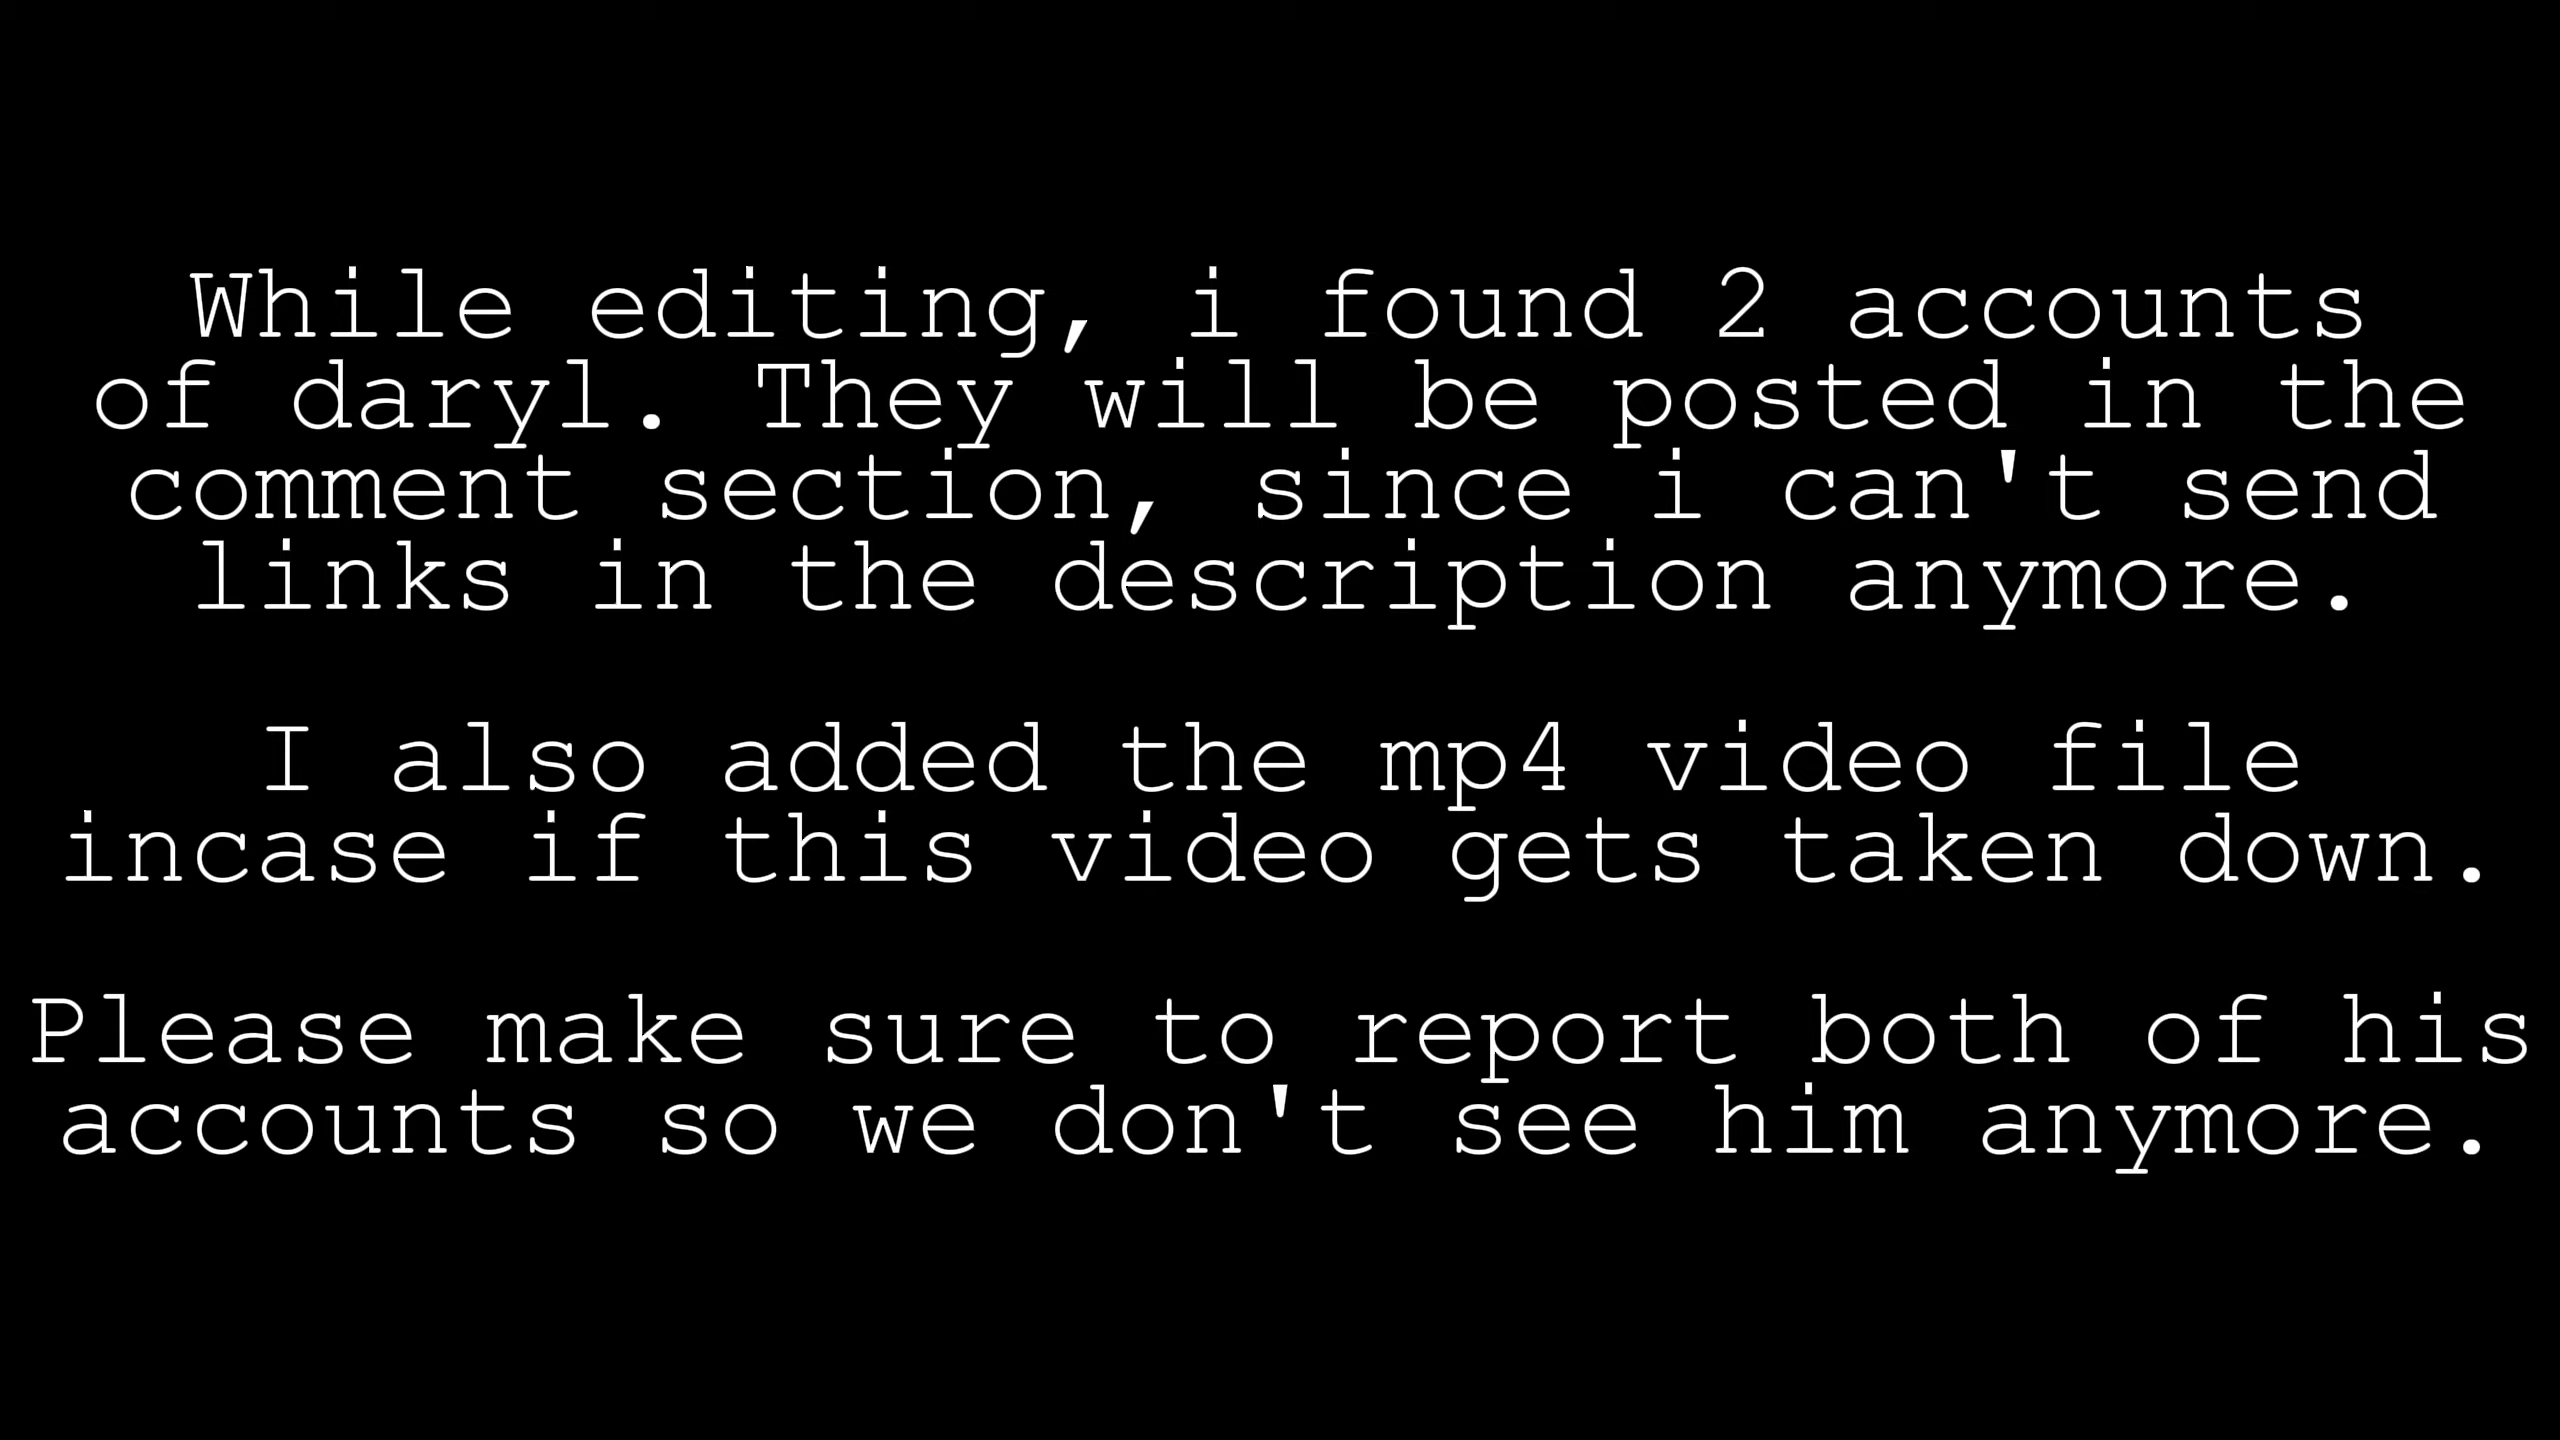 While editing, i found 2 accounts
of daryl. They will be posted in the
comment section, since i can't send
links in the description anymore.
I also added the mp4 video file
incase if this video gets taken down.
Please make sure to report both of his
accounts so we don't see him anymore.